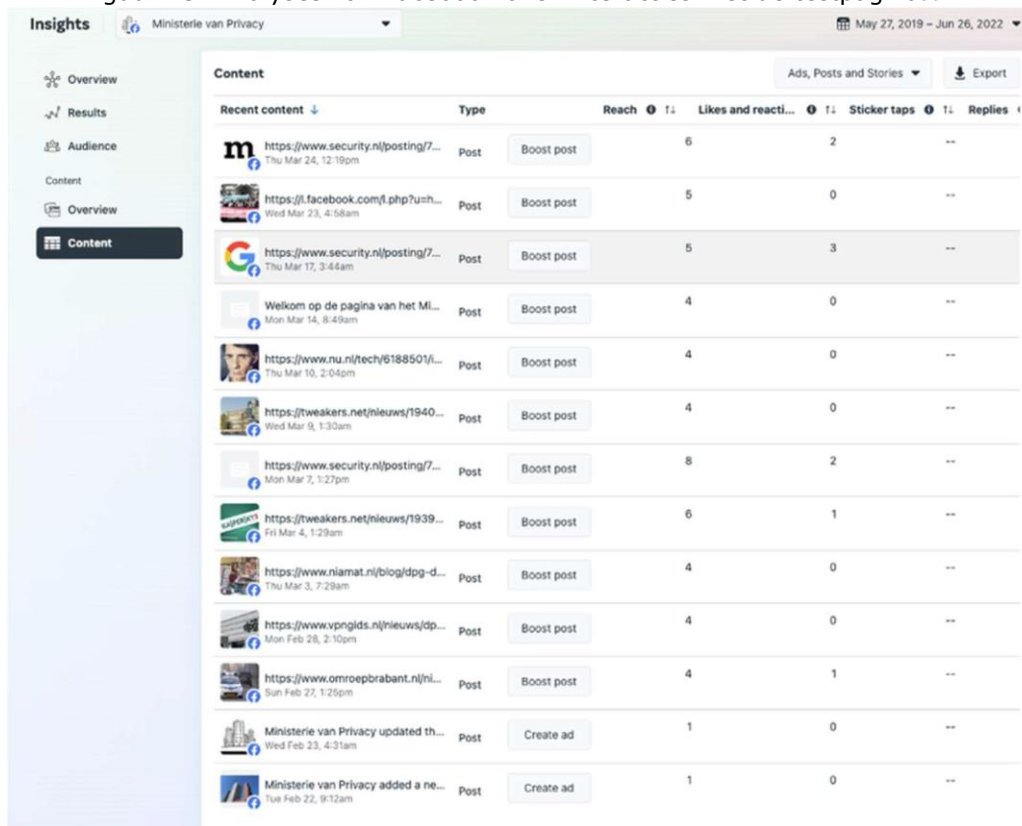 Insights
Ministerie van Privacy
May 27, 2019 – Jun 26, 2022
Overview
Results
Audience
Content
Overview
Content
Content
Ads, Posts and Stories
Export
Recent content ↓ Type Reach Likes and reacti... Sticker taps Replies
https://www.security.nl/posting/7... Post Boost post 6 2 --
Thu Mar 24, 12:19pm
https://l.facebook.com/l.php?u=h... Post Boost post 5 0 --
Wed Mar 23, 4:58am
https://www.security.nl/posting/7... Post Boost post 5 3 --
Thu Mar 17, 3:44am
Welkom op de pagina van het Mi... Post Boost post 4 0 --
Mon Mar 14, 8:49am
https://www.nu.nl/tech/6188501/i... Post Boost post 4 0 --
Thu Mar 10, 2:04pm
https://tweakers.net/nieuws/1940... Post Boost post 4 0 --
Wed Mar 9, 1:30am
https://www.security.nl/posting/7... Post Boost post 8 2 --
Mon Mar 7, 1:27pm
https://tweakers.net/nieuws/1939... Post Boost post 6 1 --
Fri Mar 4, 1:29am
https://www.niamat.nl/blog/dpg-d... Post Boost post 4 0 --
Thu Mar 3, 7:29am
https://www.vpngids.nl/nieuws/dp... Post Boost post 4 0 --
Mon Feb 28, 2:10pm
https://www.omroepbrabant.nl/ni... Post Boost post 4 1 --
Sun Feb 27, 1:25pm
Ministerie van Privacy updated th... Post Create ad 1 0 --
Wed Feb 23, 4:31am
Ministerie van Privacy added a ne... Post Create ad 1 0 --
Tue Feb 22, 9:12am